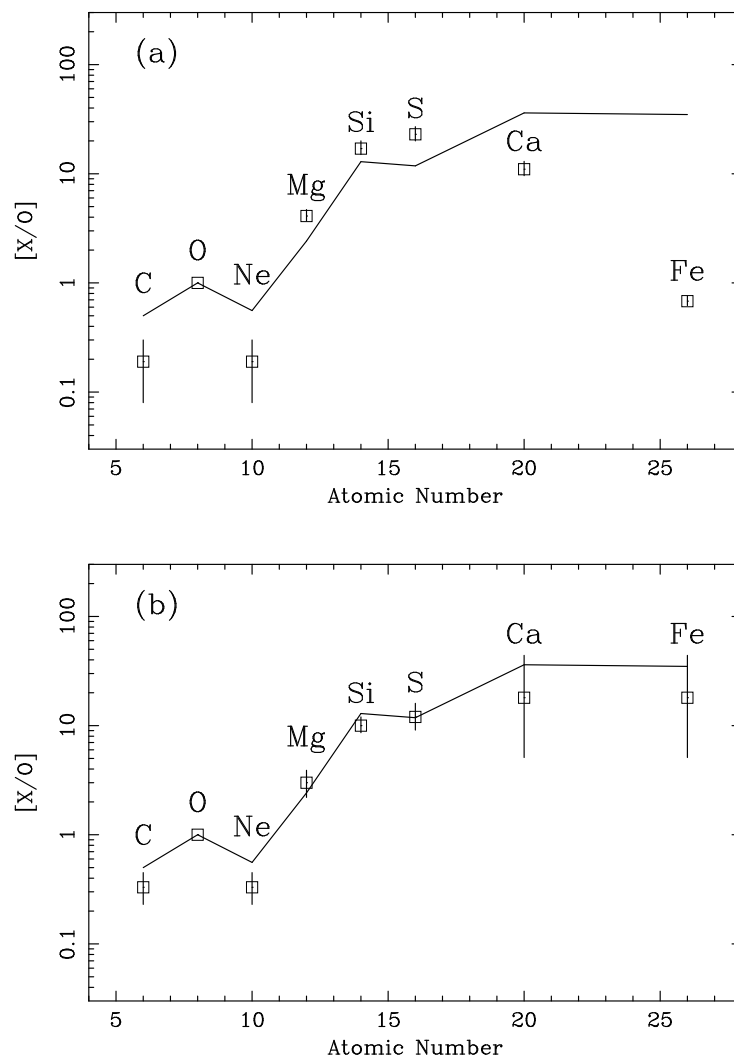 (a)
100
10
1
0.1
[X/O]
C
O
Ne
Mg
Si
S
Ca
Fe
5 10 15 20 25
Atomic Number
(b)
100
10
1
0.1
[X/O]
C
O
Ne
Mg
Si
S
Ca
Fe
5 10 15 20 25
Atomic Number